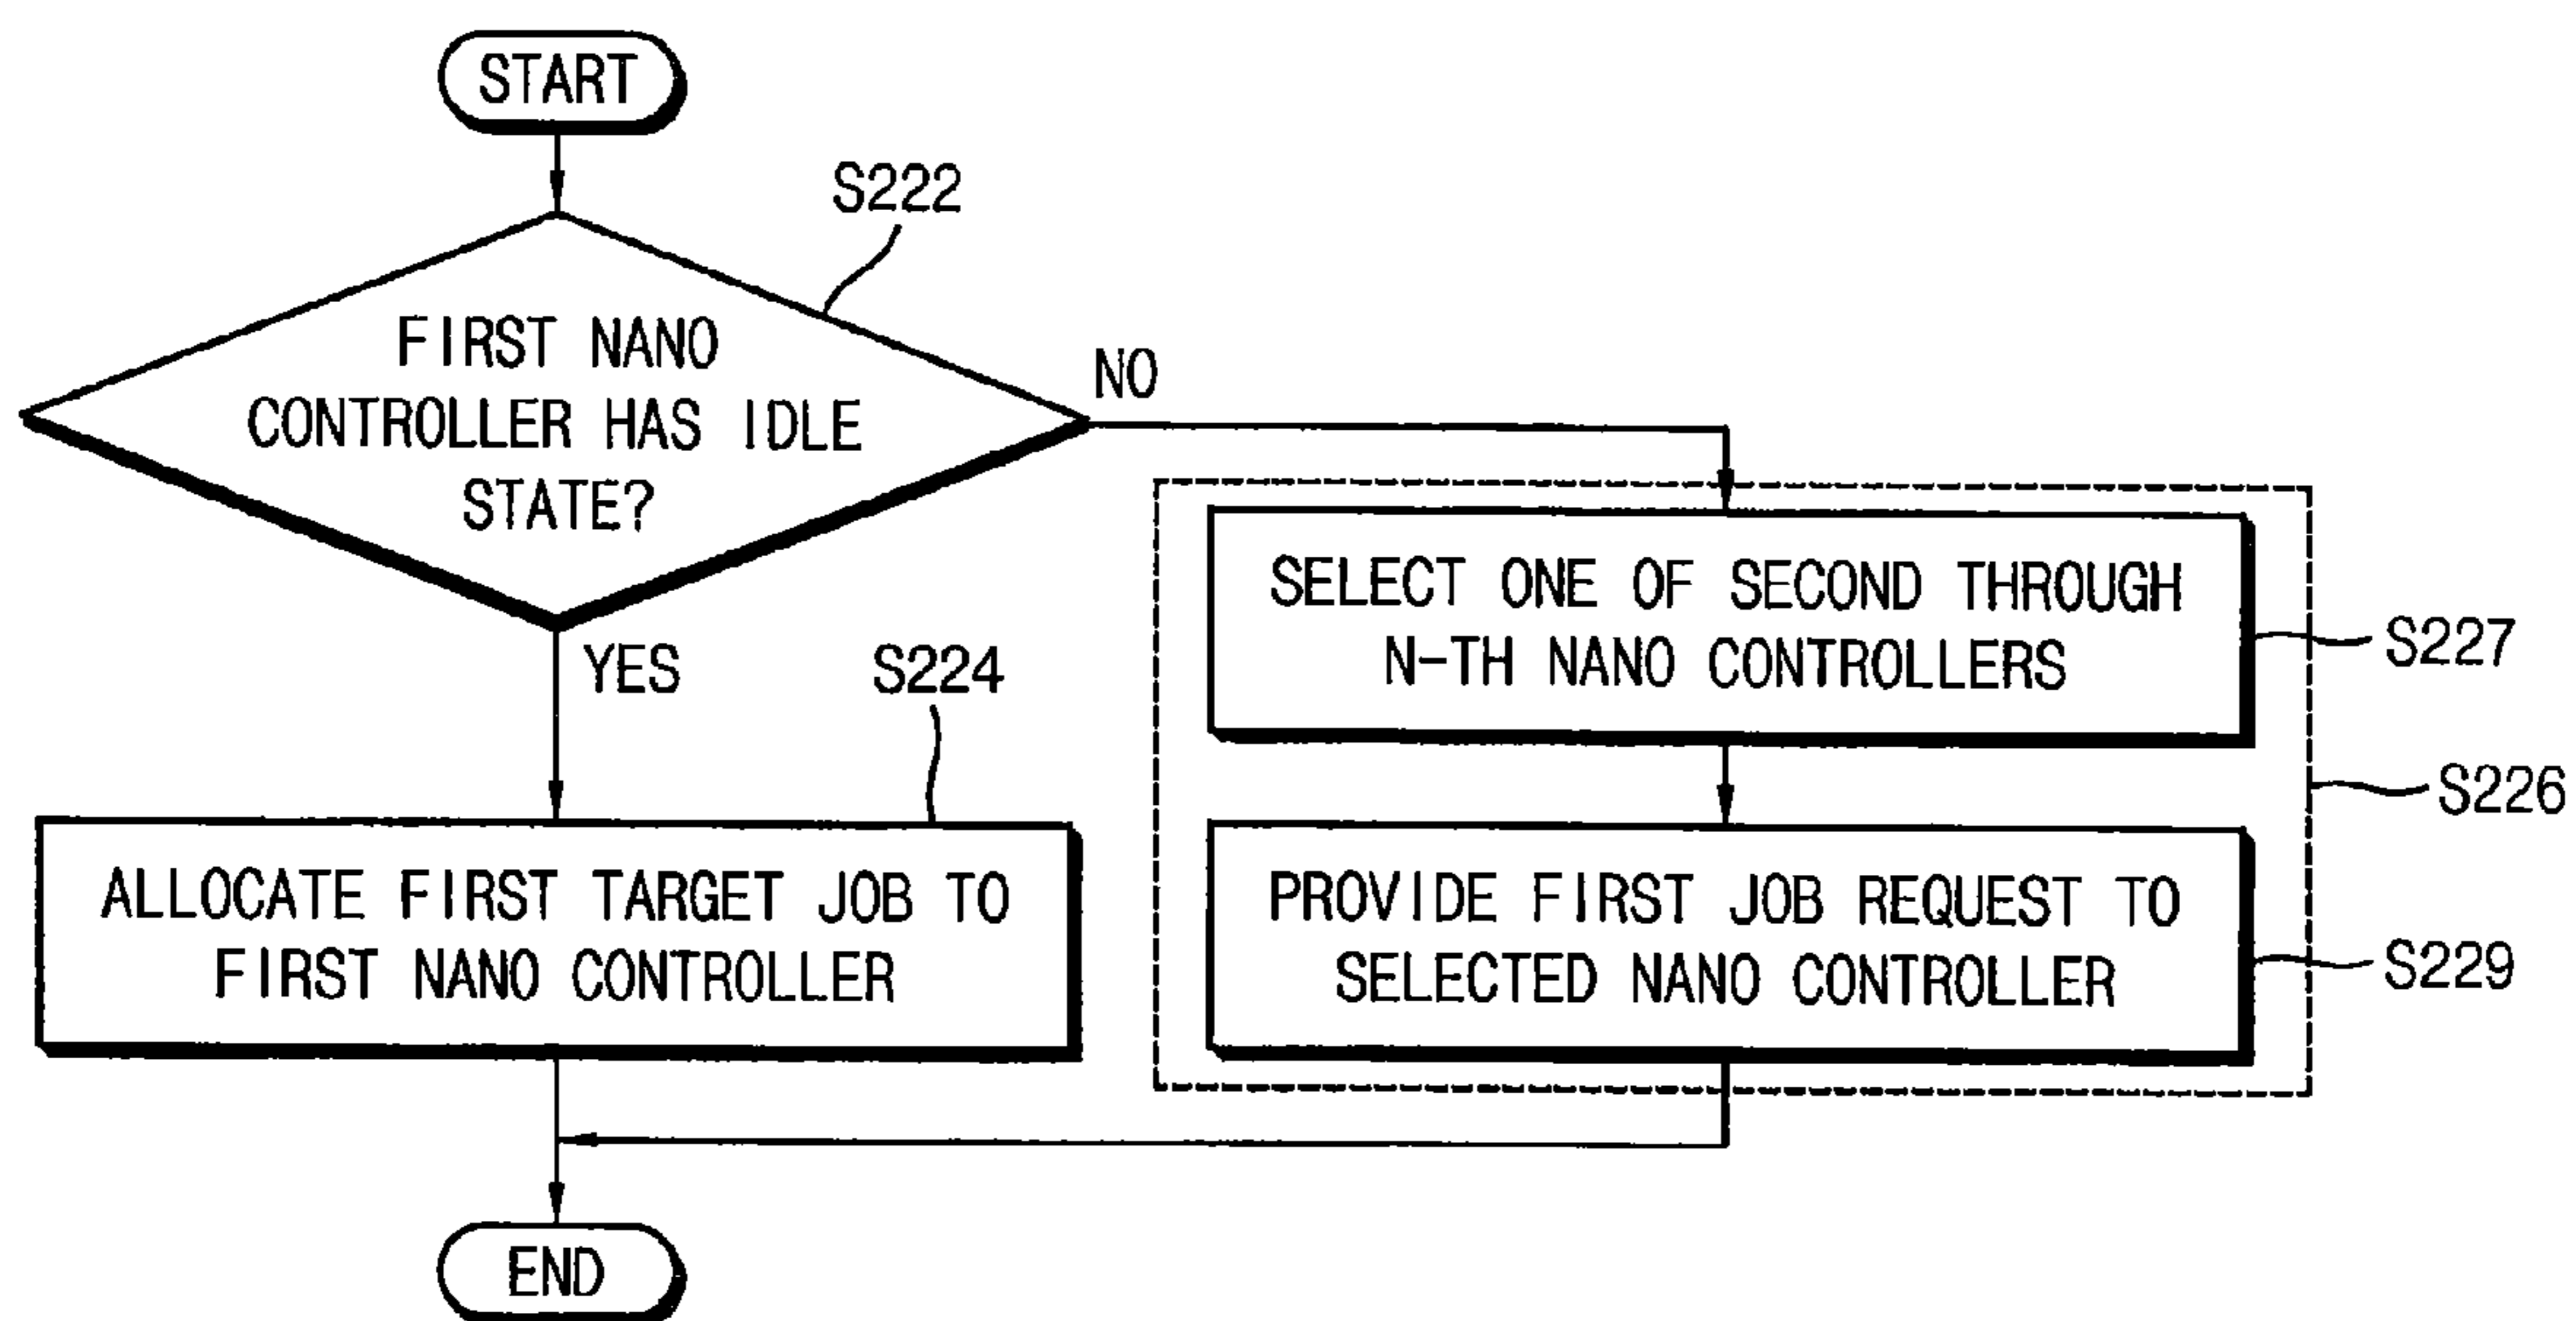 START
S222
FIRST NANO
CONTROLLER HAS IDLE
STATE?
NO
YES
S224
ALLOCATE FIRST TARGET JOB TO
FIRST NANO CONTROLLER
SELECT ONE OF SECOND THROUGH
N-TH NANO CONTROLLERS
S227
S226
PROVIDE FIRST JOB REQUEST TO
SELECTED NANO CONTROLLER
S229
END